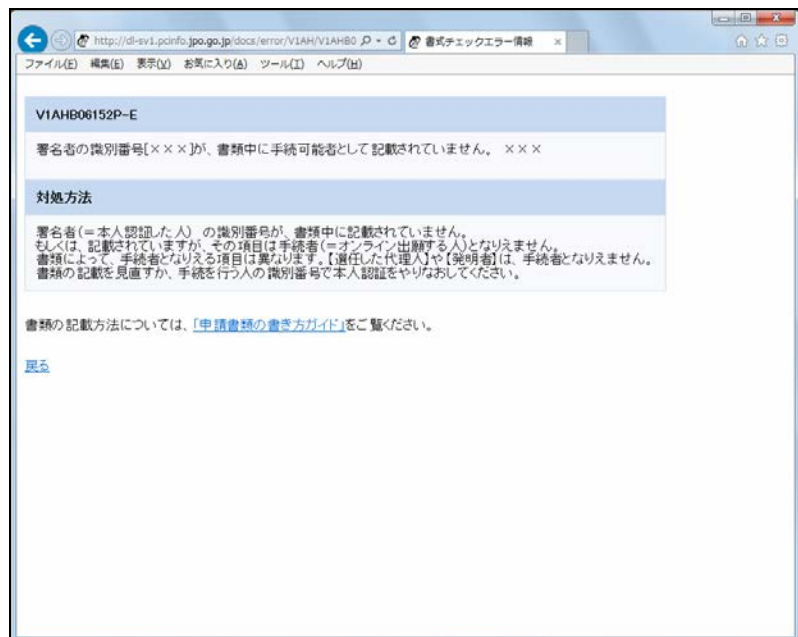 http://dl-sv1.pcinfo.jpo.go.jp/docs/error/V1AH/V1AHB0
書式チェックエラー情報
ファイル(F) 編集(E) 表示(V) お気に入り(A) ツール(T) ヘルプ(H)
V1AHB06152P-E
署名者の識別番号[×××]が、書類中に手続可能者として記載されていません。 ×××
対処方法
署名者(=本人認証した人) の識別番号が、書類中に記載されていません。
もしくは、記載されていますが、その項目は手続者(=オンライン出願する人)となりえません。
書類によって、手続者となりえる項目は異なります。【選任した代理人】や【発明者】は、手続者となりえません。
書類の記載を見直すか、手続を行う人の識別番号で本人認証をやりなおしてください。
書類の記載方法については、「申請書類の書き方ガイド」をご覧ください。
戻る